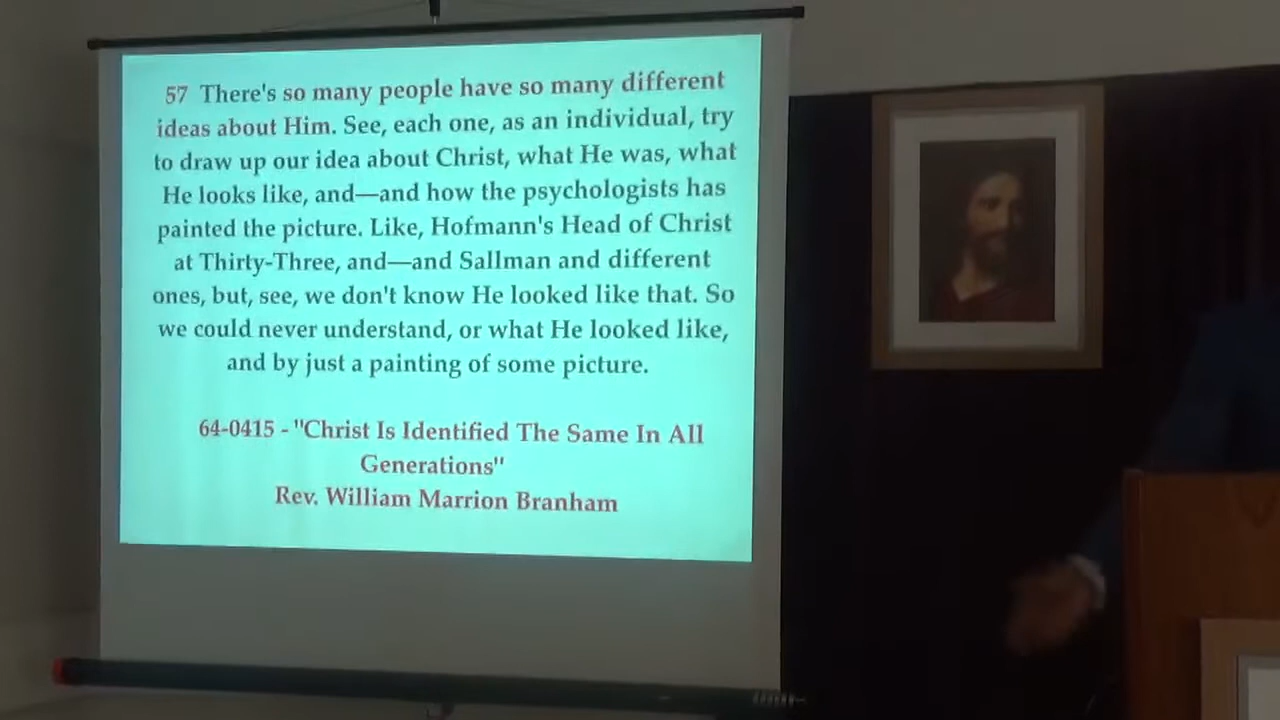 57 There's so many people have so many different
ideas about Him. See, each one, as an individual, try
to draw up our idea about Christ, what He was, what
He looks like, and—and how the psychologists has
painted the picture. Like, Hofmann's Head of Christ
at Thirty-Three, and—and Sallman and different
ones, but, see, we don't know He looked like that. So
we could never understand, or what He looked like,
and by just a painting of some picture.
64-0415 - "Christ Is Identified The Same In All
Generations"
Rev. William Marrion Branham